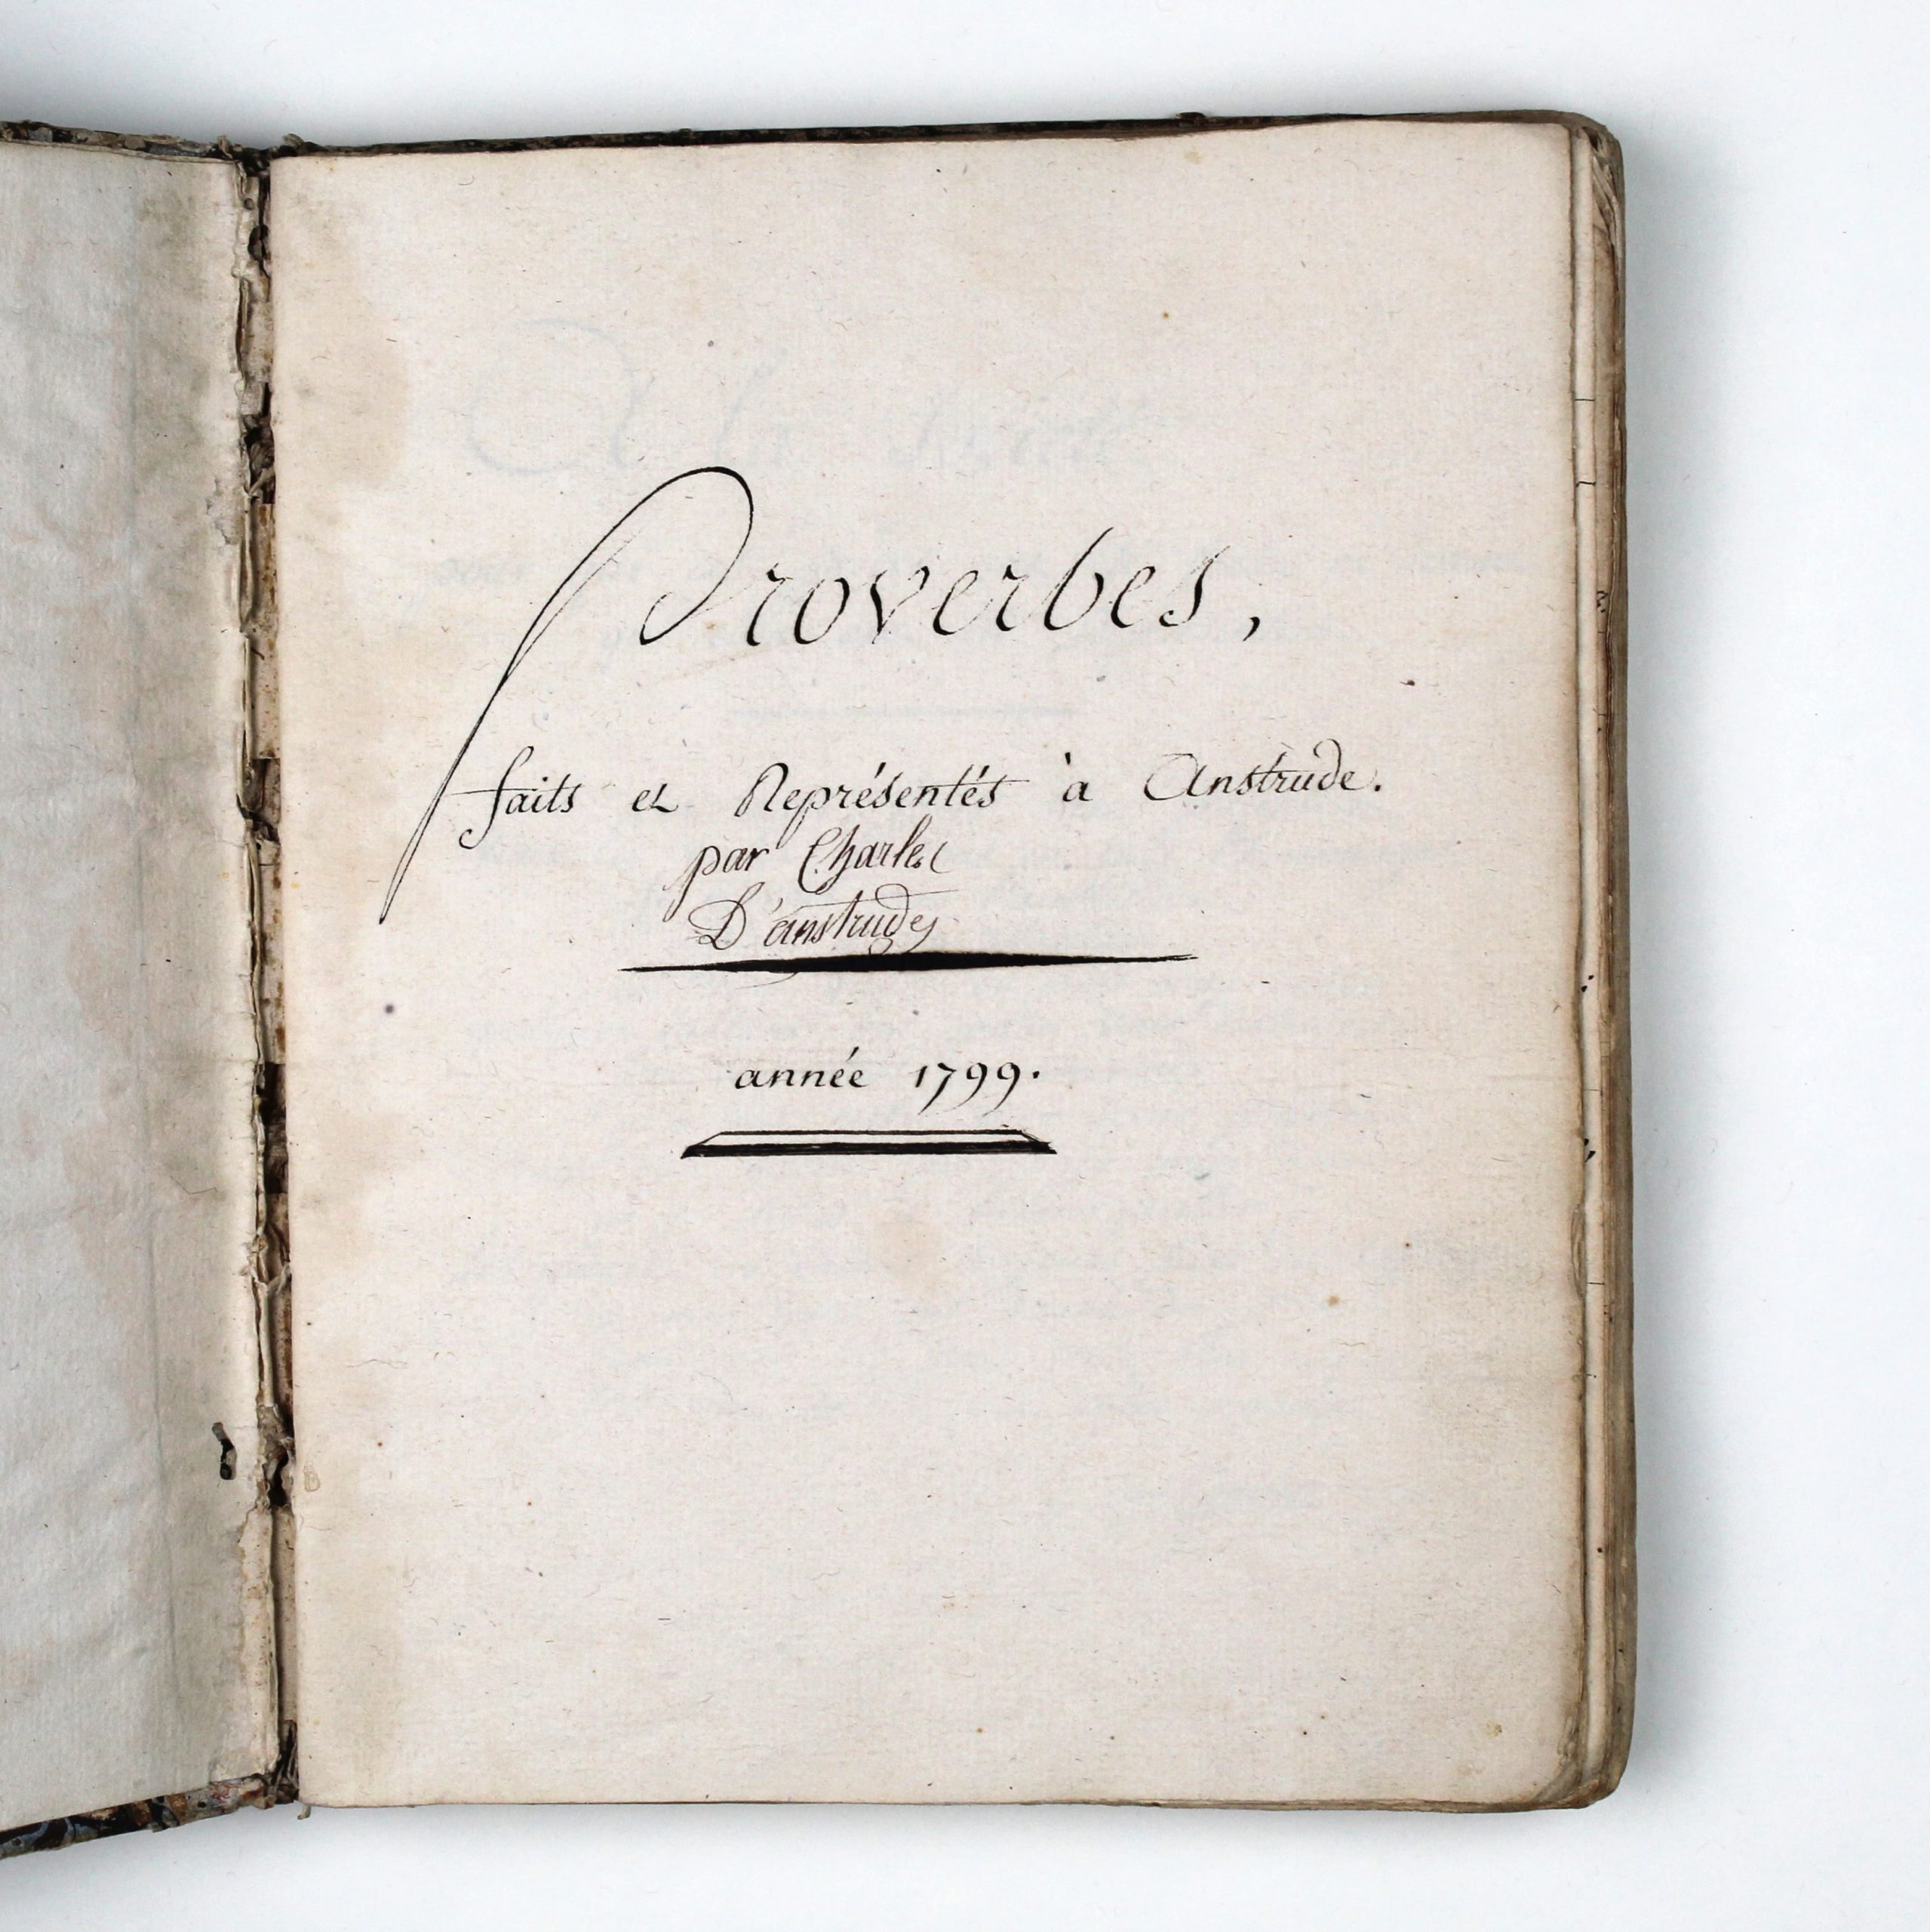 Proverbes,
faits et Représentés à Anstrude.
par Charles
D'anstrude
année 1799.